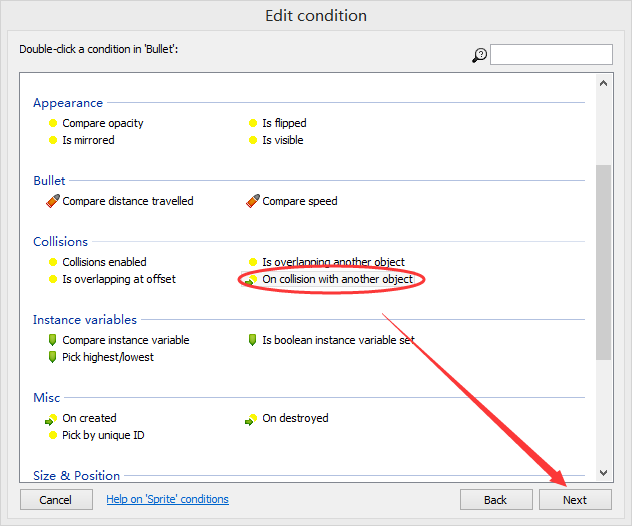 Edit condition
Double-click a condition in 'Bullet':
Appearance
Compare opacity Is flipped
Is mirrored Is visible
Bullet
Compare distance travelled Compare speed
Collisions
Collisions enabled Is overlapping another object
Is overlapping at offset On collision with another object
Instance variables
Compare instance variable Is boolean instance variable set
Pick highest/lowest
Misc
On created On destroyed
Pick by unique ID
Size & Position
Cancel Help on 'Sprite' conditions Back Next